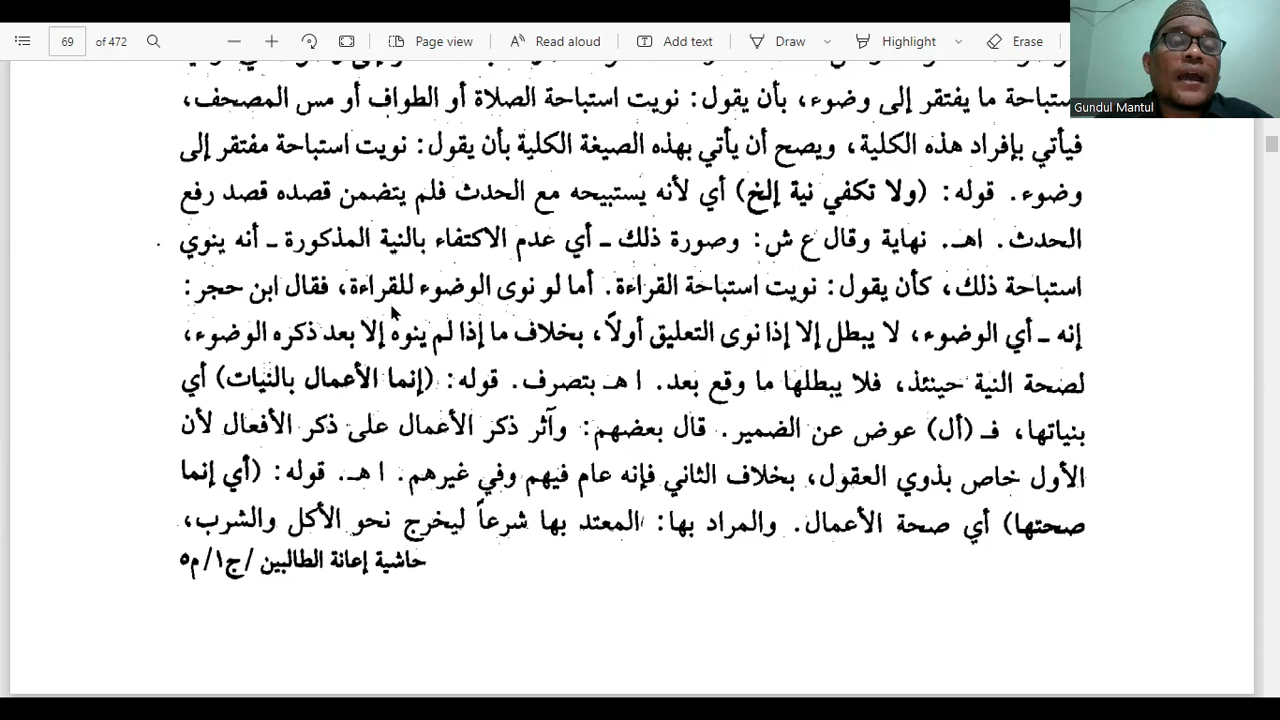 69 of 472
Page view
Read aloud
Add text
Draw
Highlight
Erase
Gundul Mantul
استباحة ما يفتقر إلى وضوء، بأن يقول: نويت استباحة الصلاة أو الطواف أو مس المصحف،
فيأتي بإفراد هذه الكلية، ويصح أن يأتي بهذه الصيغة الكلية بأن يقول: نويت استباحة مفتقر إلى
وضوء. قوله: (ولا تكفي نية إلخ) أي لأنه يستبيحه مع الحدث فلم يتضمن قصده قصد رفع
الحدث. اهـ. نهاية وقال ع ش: وصورة ذلك ـ أي عدم الاكتفاء بالنية المذكورة ـ أنه ينوي
استباحة ذلك، كأن يقول: نويت استباحة القراءة. أما لو نوى الوضوء للقراءة، فقال ابن حجر:
إنه ـ أي الوضوء، لا يبطل إلا إذا نوى التعليق أولاً، بخلاف ما إذا لم ينوه إلا بعد ذكره الوضوء،
لصحة النية حينئذ، فلا يبطلها ما وقع بعد. ا هـ بتصرف. قوله: (إنما الأعمال بالنيات) أي
بنياتها، فـ (أل) عوض عن الضمير. قال بعضهم: وآثر ذكر الأعمال على ذكر الأفعال لأن
الأول خاص بذوي العقول، بخلاف الثاني فإنه عام فيهم وفي غيرهم. ا هـ. قوله: (أي إنما
صحتها) أي صحة الأعمال. والمراد بها: المعتد بها شرعاً ليخرج نحو الأكل والشرب،
حاشية إعانة الطالبين /ج١/ م٥